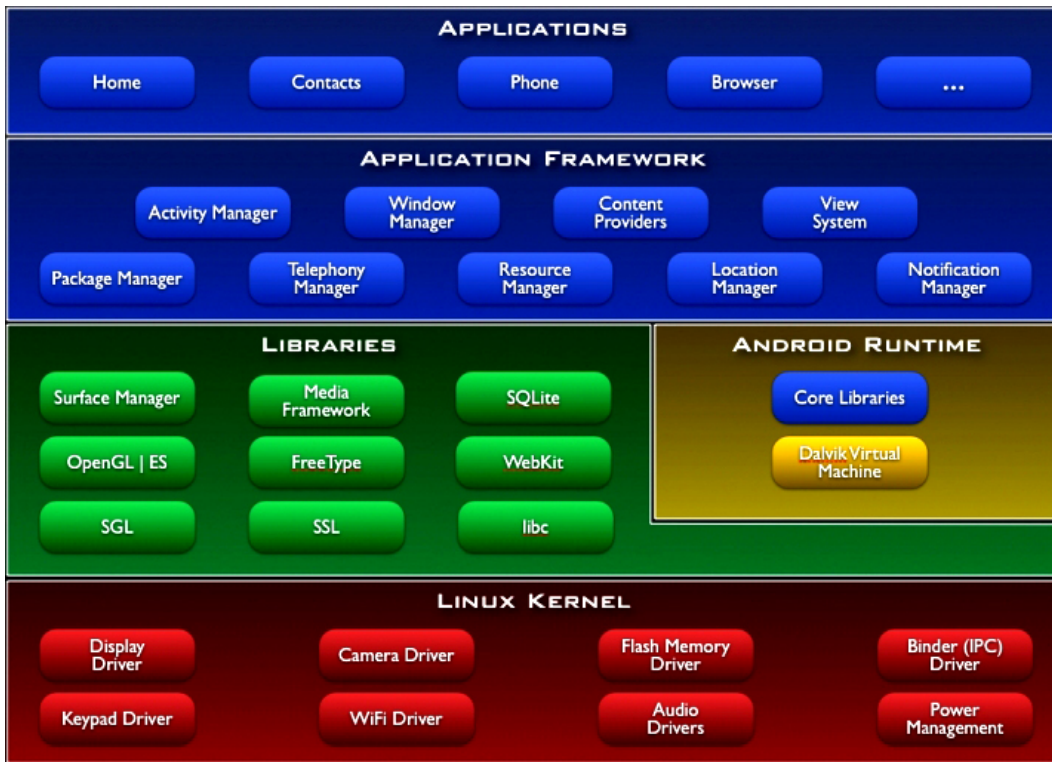 APPLICATIONS
Home
Contacts
Phone
Browser
...
APPLICATION FRAMEWORK
Activity Manager
Window
Manager
Content
Providers
View
System
Package Manager
Telephony
Manager
Resource
Manager
Location
Manager
Notification
Manager
LIBRARIES
Surface Manager
Media
Framework
SQLite
OpenGL | ES
FreeType
WebKit
SGL
SSL
libc
ANDROID RUNTIME
Core Libraries
Dalvik Virtual
Machine
LINUX KERNEL
Display
Driver
Camera Driver
Flash Memory
Driver
Binder (IPC)
Driver
Keypad Driver
WiFi Driver
Audio
Drivers
Power
Management